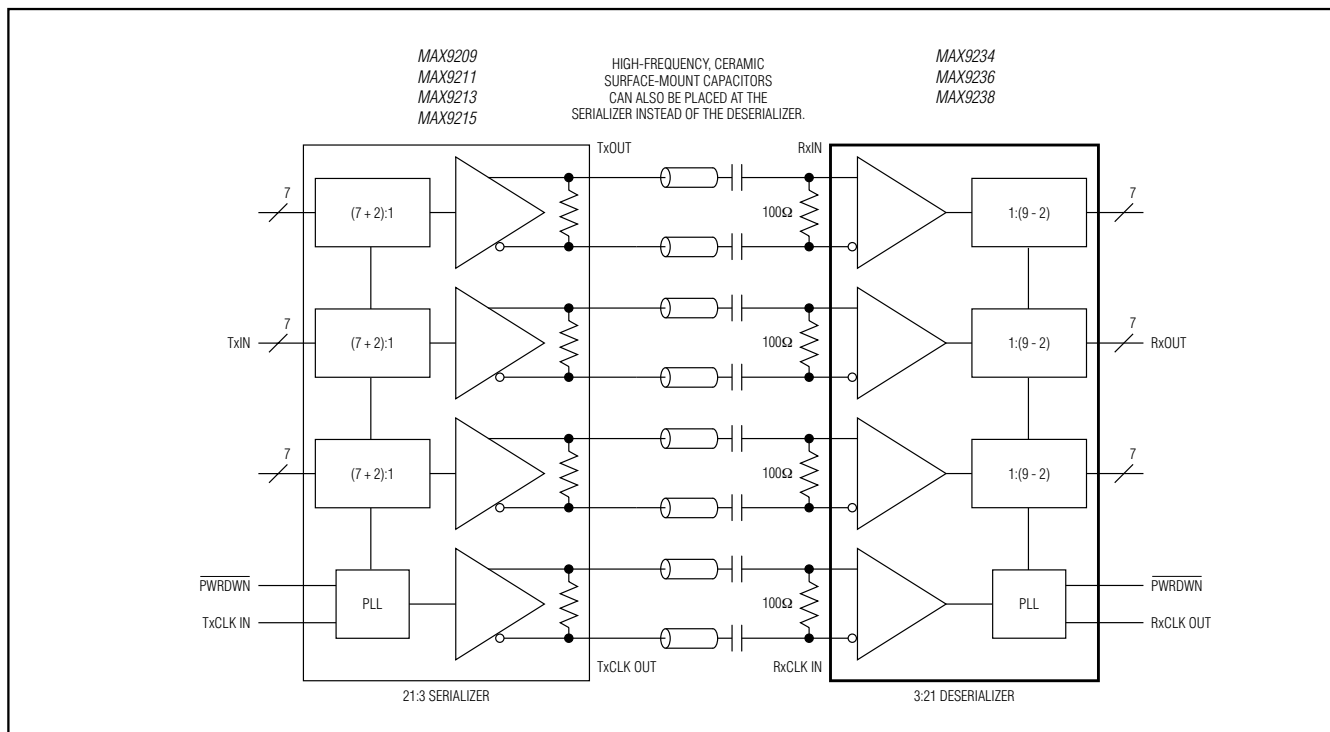 MAX9209
MAX9211
MAX9213
MAX9215
HIGH-FREQUENCY, CERAMIC
SURFACE-MOUNT CAPACITORS
CAN ALSO BE PLACED AT THE
SERIALIZER INSTEAD OF THE DESERIALIZER.
MAX9234
MAX9236
MAX9238
TxOUT
RxIN
7
(7 + 2):1
100Ω
1:(9 - 2)
7
TxIN
7
(7 + 2):1
100Ω
1:(9 - 2)
7
RxOUT
7
(7 + 2):1
100Ω
1:(9 - 2)
7
PWRDWN
TxCLK IN
PLL
100Ω
PLL
PWRDWN
RxCLK OUT
TxCLK OUT
RxCLK IN
21:3 SERIALIZER
3:21 DESERIALIZER